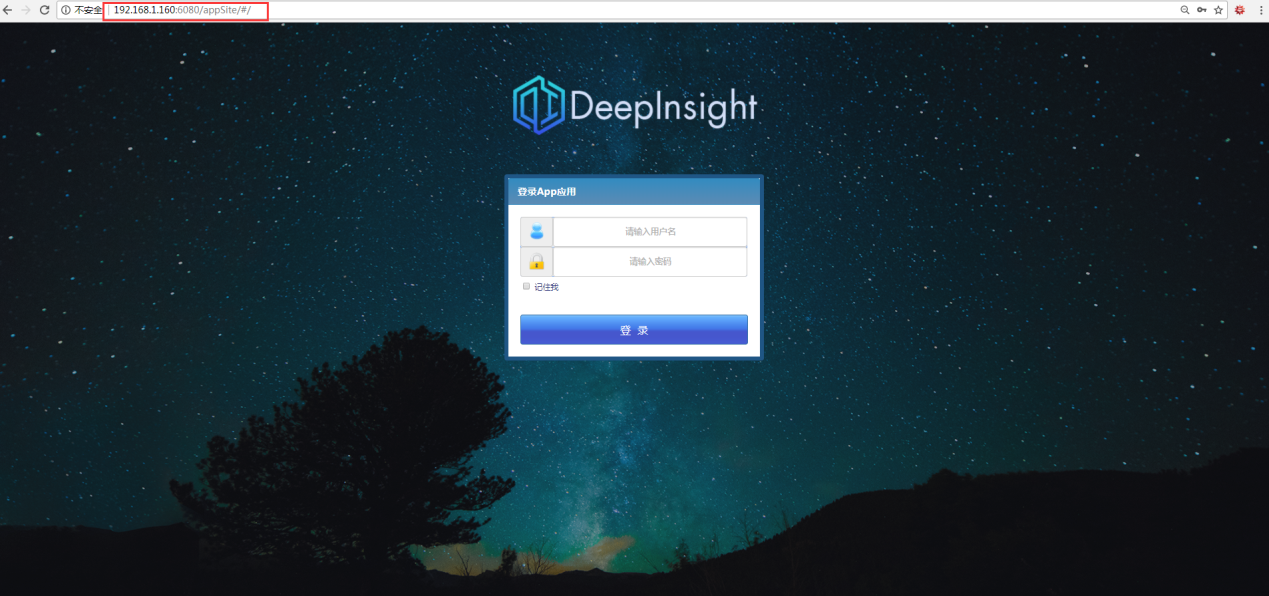 不安全 192.168.1.160:6080/appSite/#/
DeepInsight
登录App应用
请输入用户名
请输入密码
记住我
登 录